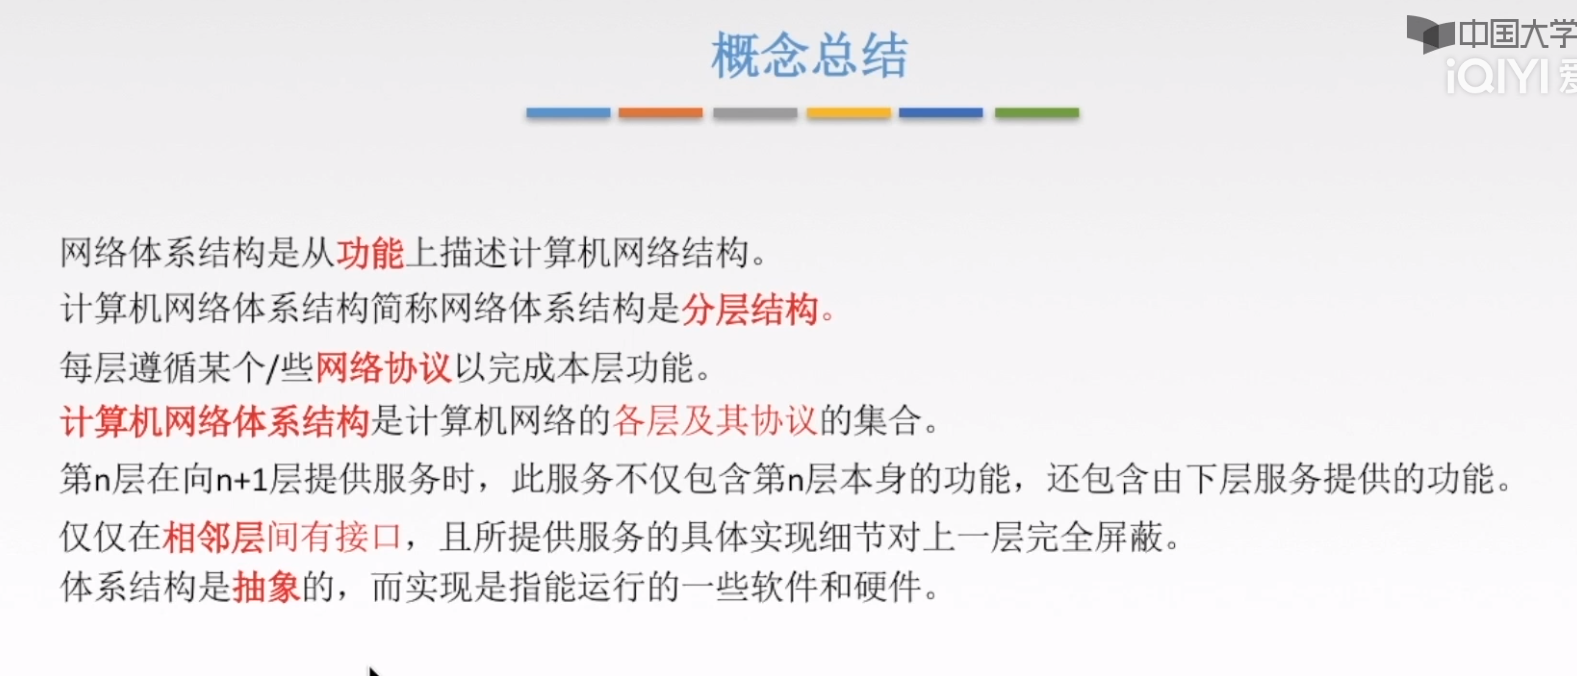 中国大学
iQIYI 爱
概念总结
网络体系结构是从功能上描述计算机网络结构。
计算机网络体系结构简称网络体系结构是分层结构。
每层遵循某个/些网络协议以完成本层功能。
计算机网络体系结构是计算机网络的各层及其协议的集合。
第n层在向n+1层提供服务时，此服务不仅包含第n层本身的功能，还包含由下层服务提供的功能。
仅仅在相邻层间有接口，且所提供服务的具体实现细节对上一层完全屏蔽。
体系结构是抽象的，而实现是指能运行的一些软件和硬件。